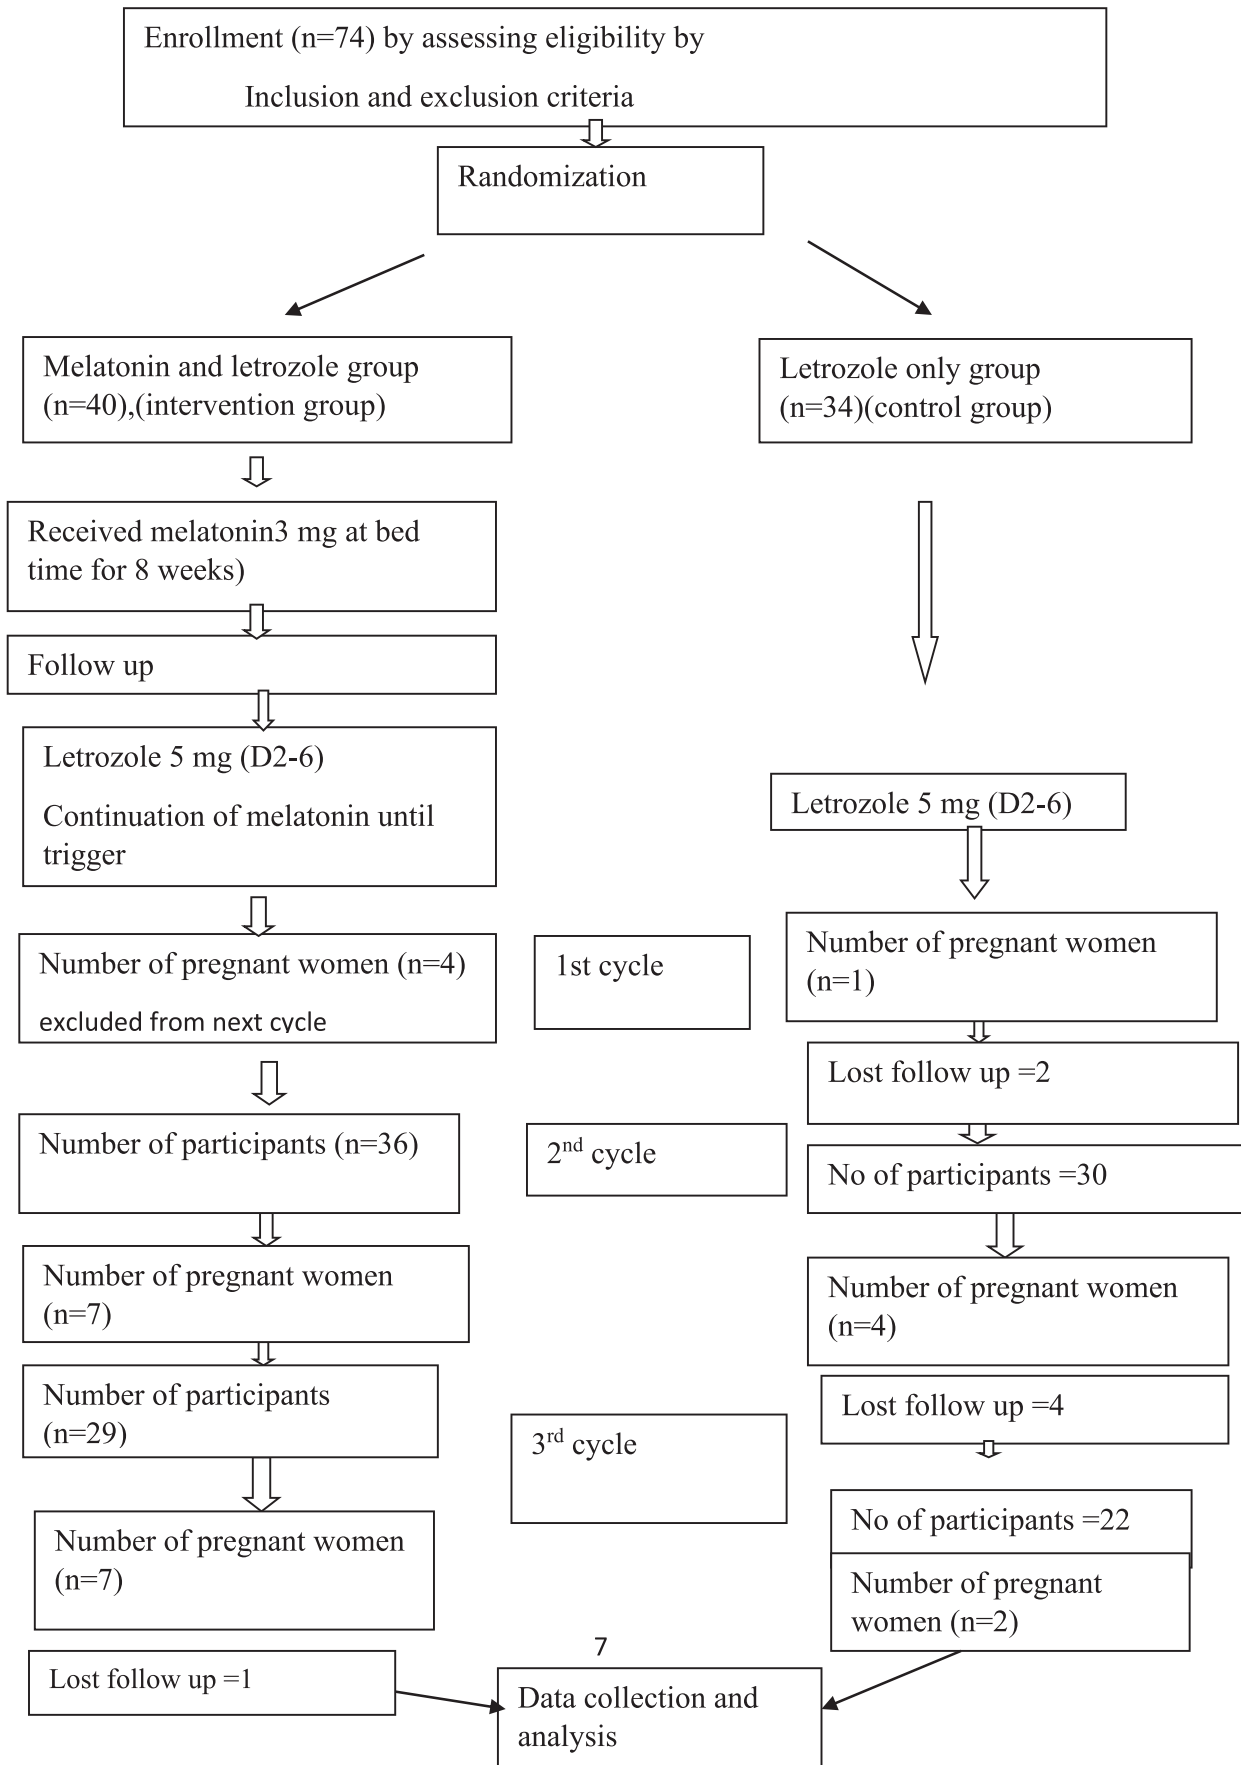 Enrollment (n=74) by assessing eligibility by
Inclusion and exclusion criteria
Randomization
Melatonin and letrozole group
(n=40),(intervention group)
Letrozole only group
(n=34)(control group)
Received melatonin3 mg at bed
time for 8 weeks)
Follow up
Letrozole 5 mg (D2-6)
Continuation of melatonin until
trigger
Letrozole 5 mg (D2-6)
Number of pregnant women (n=4)
excluded from next cycle
1st cycle
Number of pregnant women
(n=1)
Lost follow up =2
Number of participants (n=36)
2nd cycle
No of participants =30
Number of pregnant women
(n=7)
Number of pregnant women
(n=4)
Number of participants
(n=29)
Lost follow up =4
3rd cycle
Number of pregnant women
(n=7)
No of participants =22
Number of pregnant
women (n=2)
Lost follow up =1
7
Data collection and
analysis